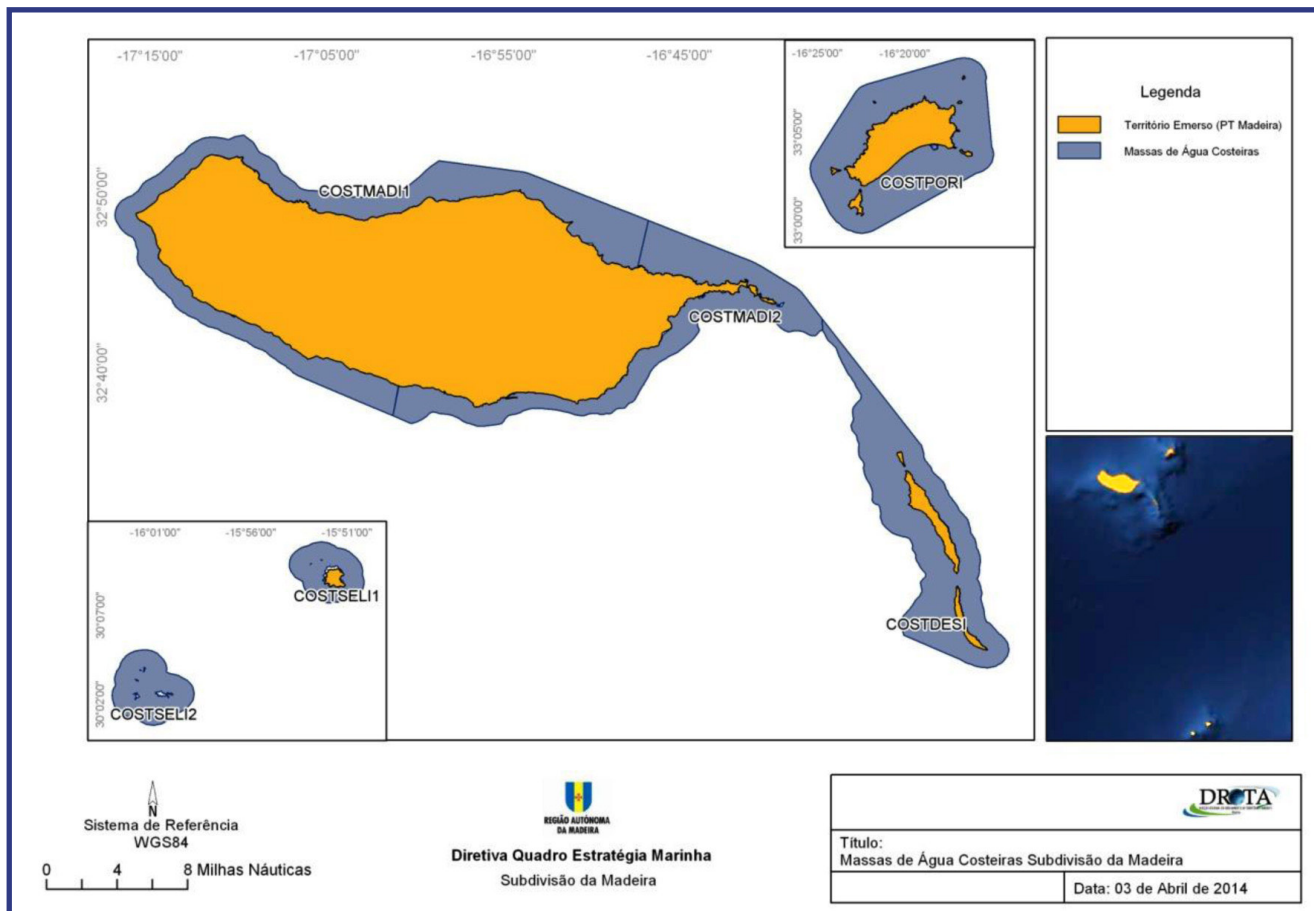 -17°15'00" -17°05'00" -16°55'00" -16°45'00"
-16°25'00" -16°20'00"
33°05'00"
33°00'00"
COSTPORI
32°50'00"
32°40'00"
COSTMADI1
COSTMADI2
COSTDESI
-16°01'00" -15°56'00" -15°51'00"
30°07'00"
30°02'00"
COSTSELI1
COSTSELI2
Legenda
Território Emerso (PT Madeira)
Massas de Água Costeiras
N
Sistema de Referência
WGS84
0 4 8 Milhas Náuticas
REGIÃO AUTÓNOMA
DA MADEIRA
Diretiva Quadro Estratégia Marinha
Subdivisão da Madeira
DROTA
Título:
Massas de Água Costeiras Subdivisão da Madeira
Data: 03 de Abril de 2014